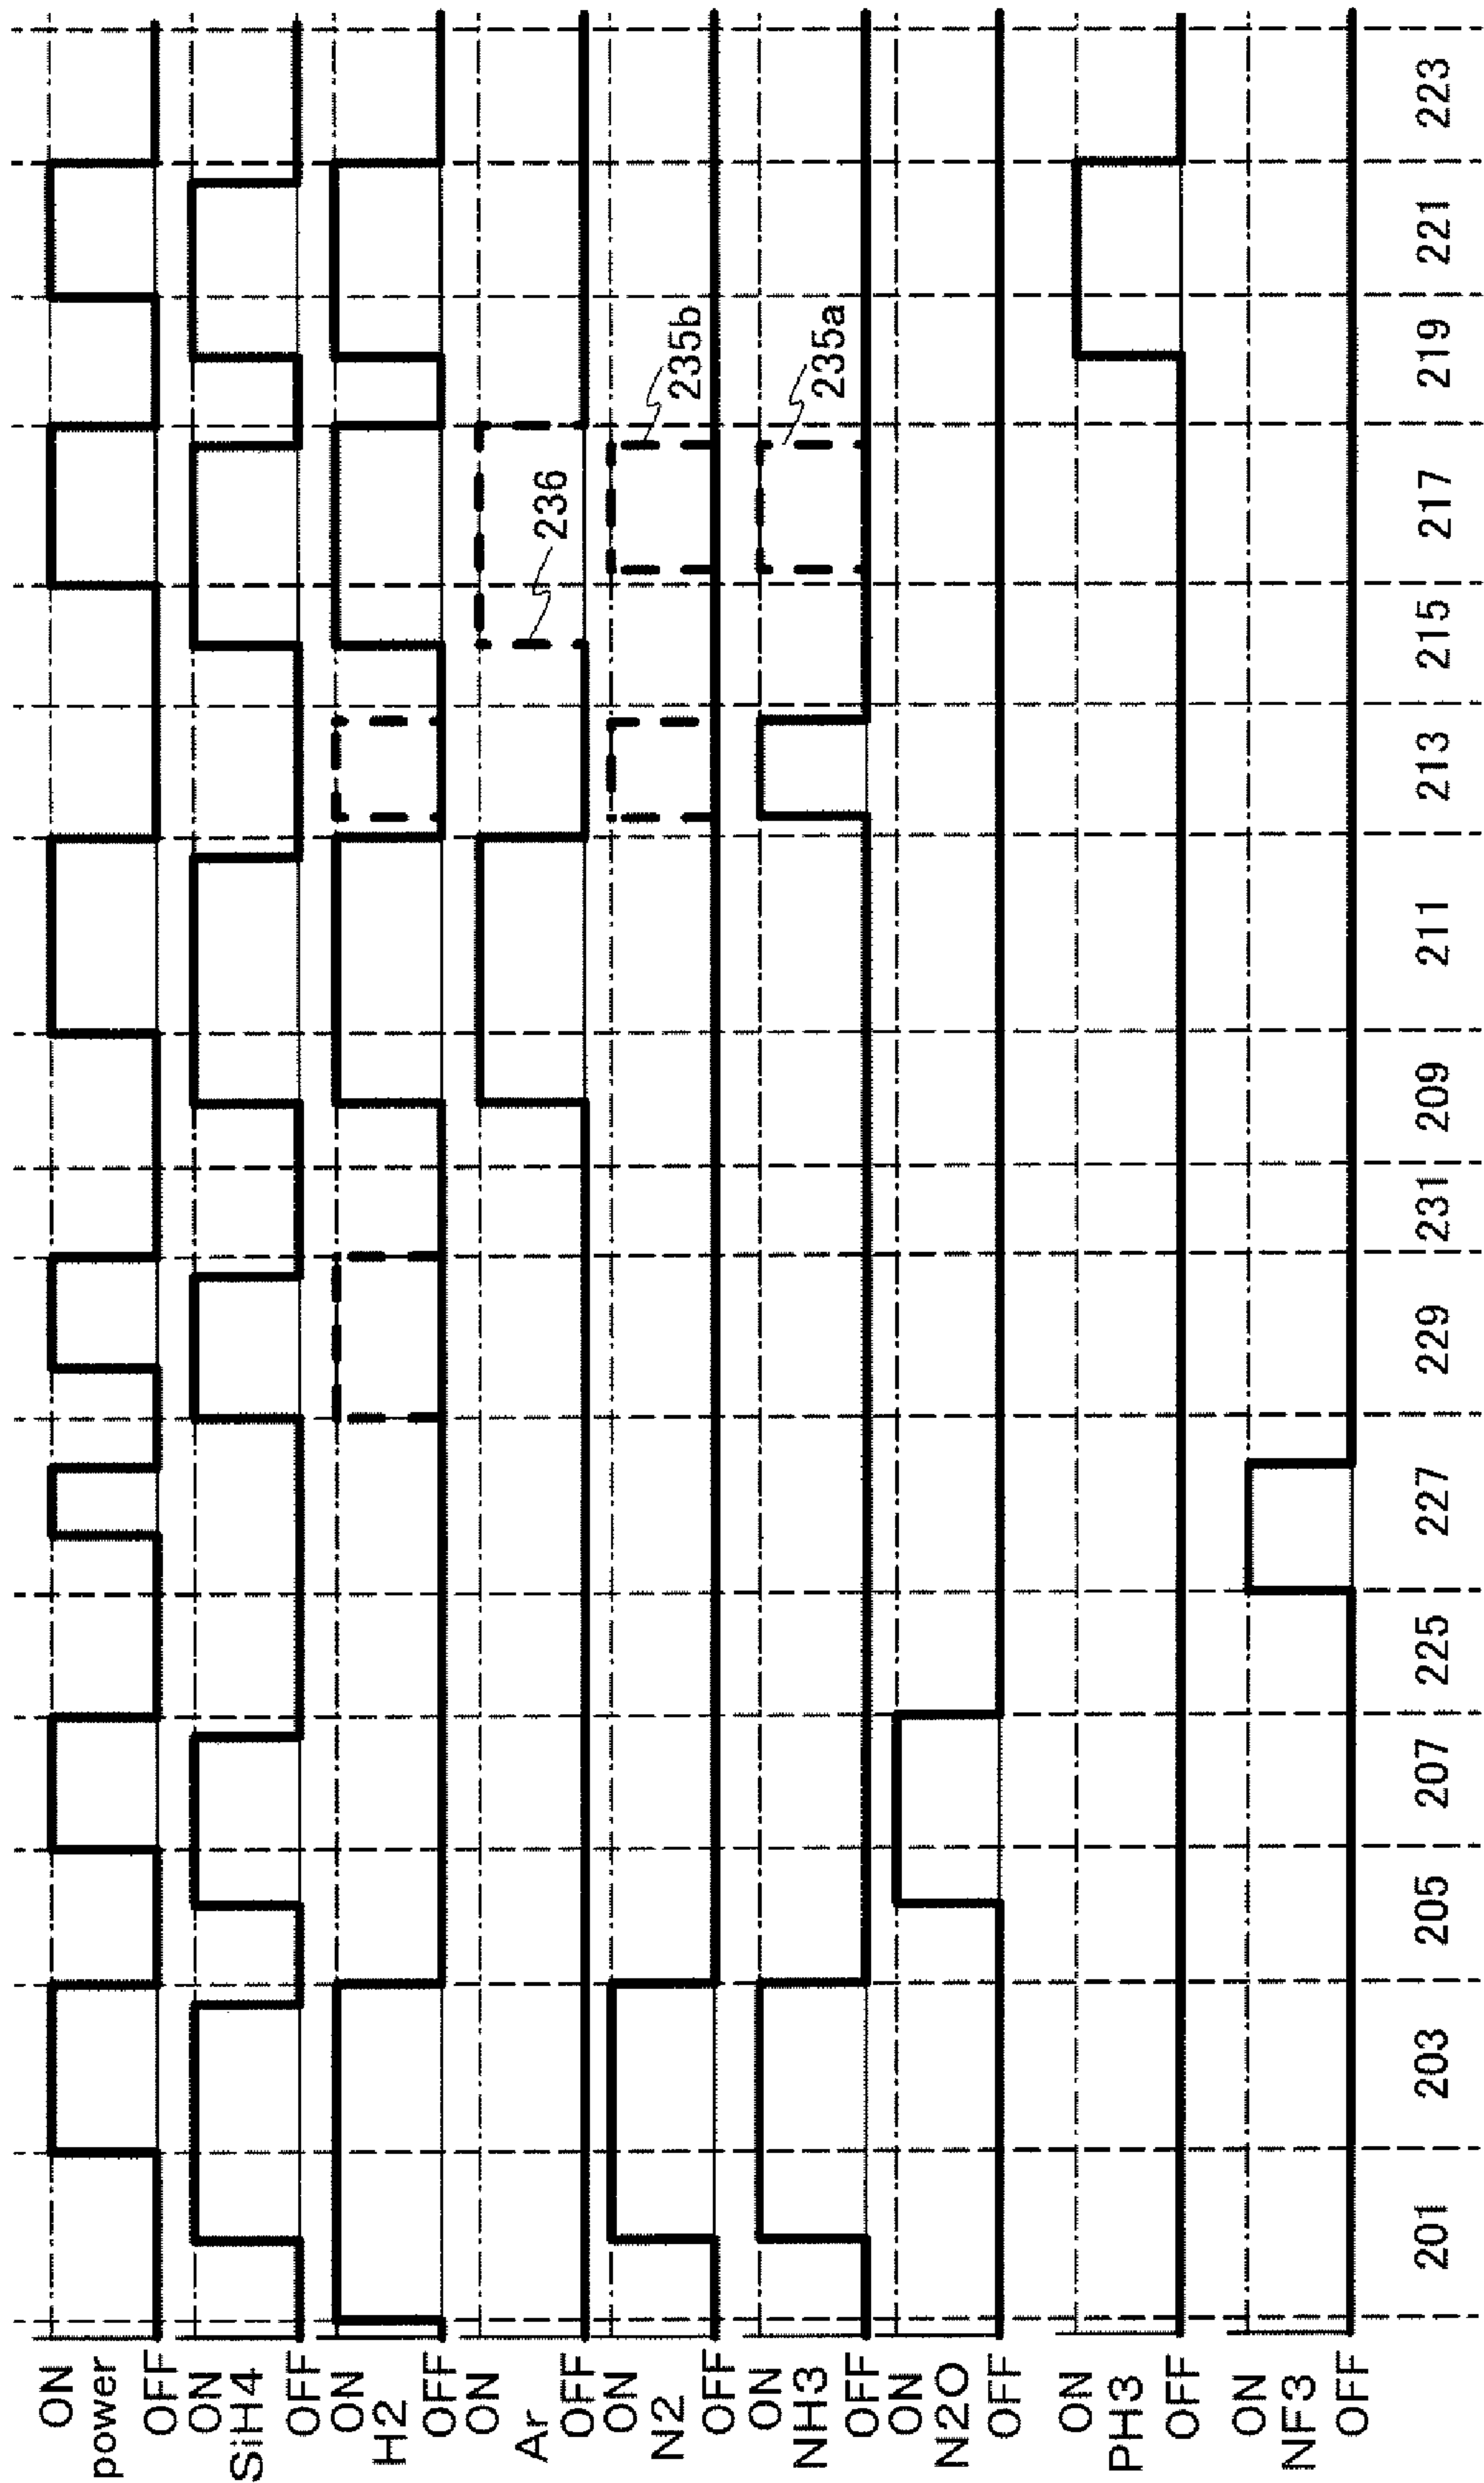 ON
power
OFF
ON
SiH4
OFF
ON
H2
OFF
ON
Ar
OFF
ON
N2
OFF
ON
NH3
OFF
ON
N2O
OFF
ON
PH3
OFF
ON
NF3
OFF
236
235b
235a
201
203
205
207
225
227
229
231
209
211
213
215
217
219
221
223